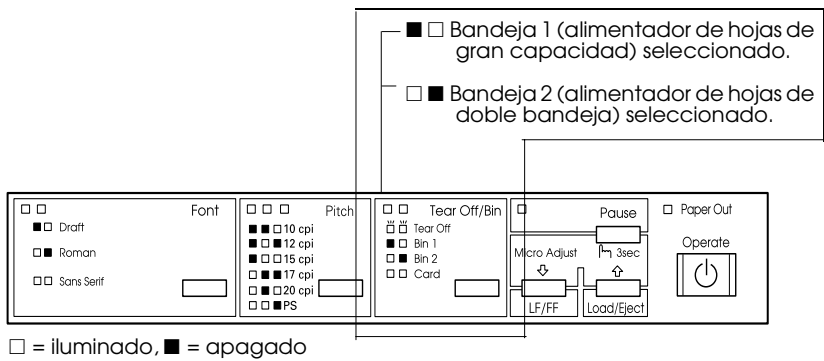 ■ □ Bandeja 1 (alimentador de hojas de
gran capacidad) seleccionado.
□ ■ Bandeja 2 (alimentador de hojas de
doble bandeja) seleccionado.
□ □ Font
■ □ Draft
□ ■ Roman
□ □ Sans Serif
□ □ □ Pitch
■ ■ □ 10 cpi
■ □ ■ 12 cpi
■ □ □ 15 cpi
□ ■ ■ 17 cpi
□ ■ □ 20 cpi
□ □ ■ PS
□ □ Tear Off/Bin
Tear Off
■ □ Bin 1
□ ■ Bin 2
□ □ Card
□ Pause
Micro Adjust
3sec
LF/FF
Load/Eject
□ Paper Out
Operate
□ = iluminado, ■ = apagado